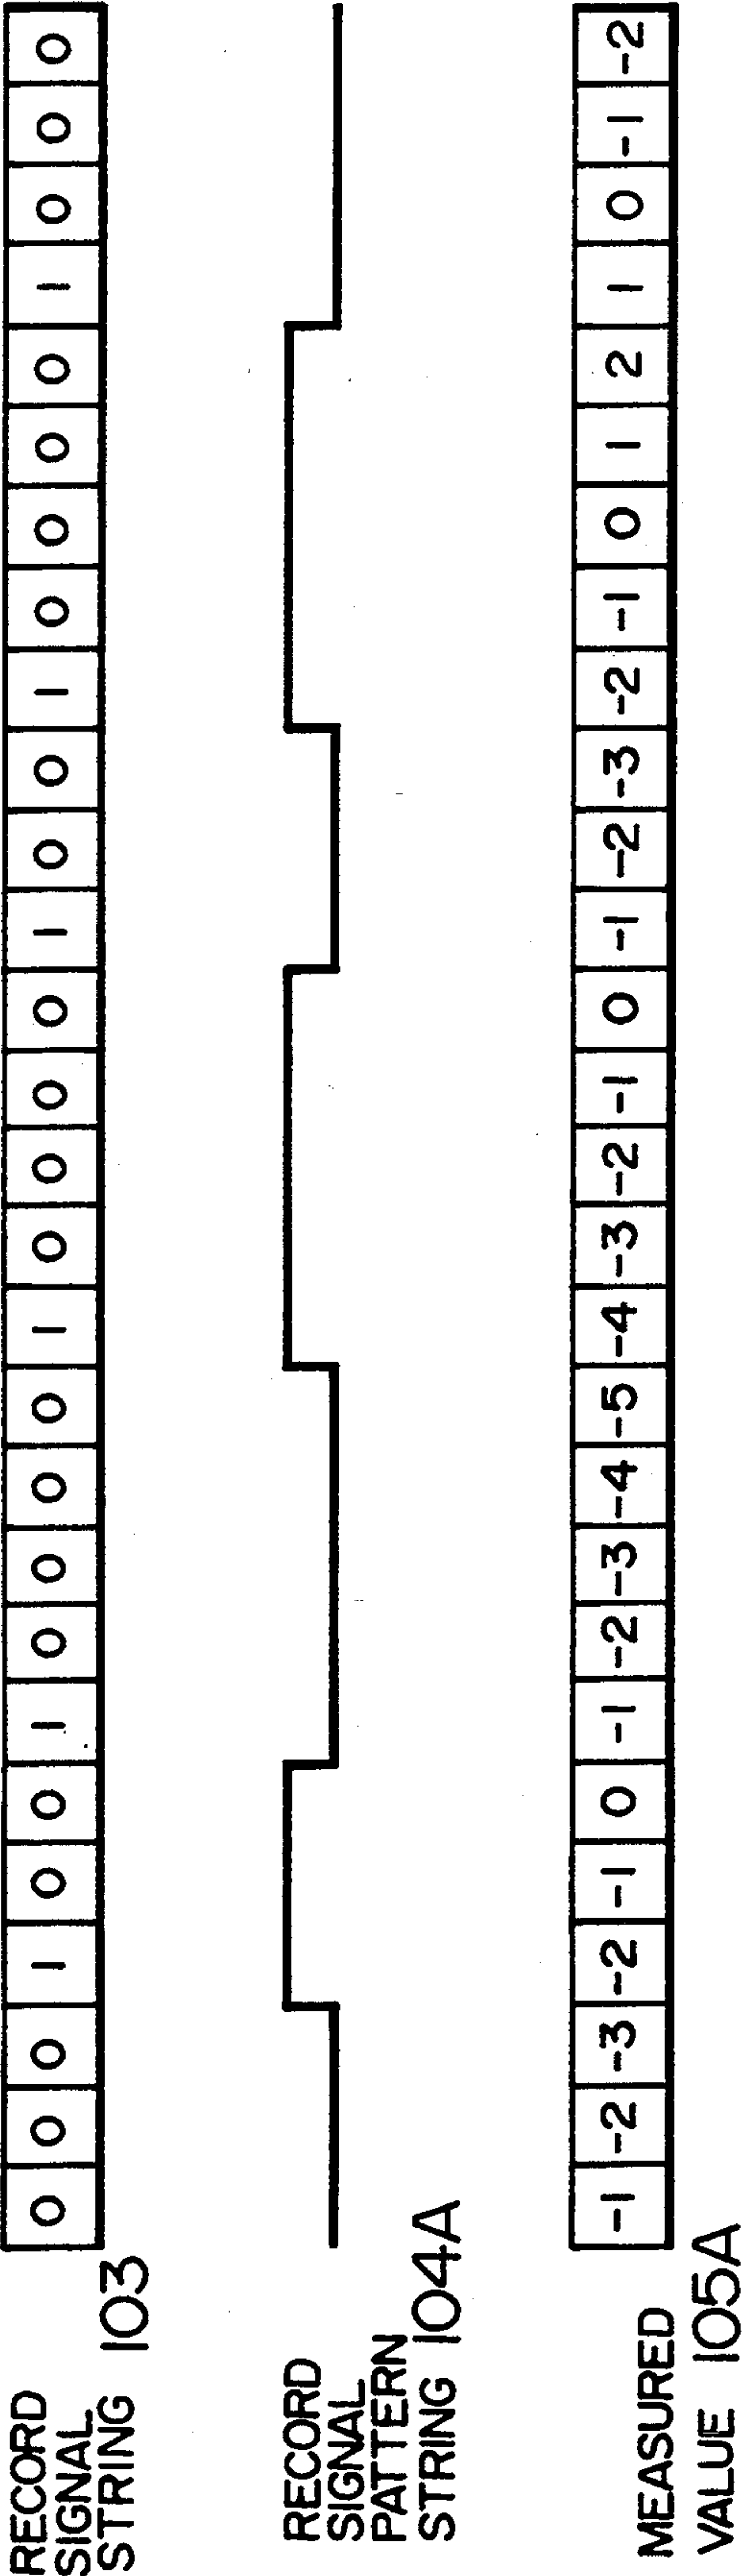 RECORD
SIGNAL
STRING 103
0 0 0 1 0 0 1 0 0 0 0 1 0 0 0 0 1 0 0 1 0 0 0 0 1 0 0 0
RECORD
SIGNAL
PATTERN
STRING 104A
MEASURED
VALUE 105A
-1 -2 -3 -2 -1 0 -1 -2 -3 -4 -5 -4 -3 -2 -1 0 -1 -2 -3 -2 -1 0 1 2 1 0 -1 -2